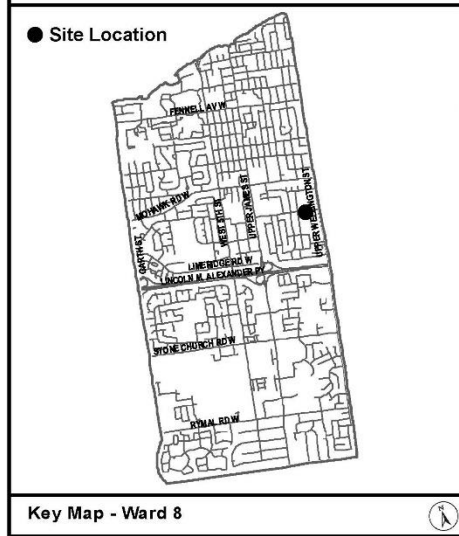 Site Location
FENNELL AV W
MOHAWK RD W
WEST 5TH ST
UPPER JAMES ST
UPPER WELLINGTON ST
GARTH ST
LIMERIDGE RD W
LINCOLN M. ALEXANDER PY
STONE CHURCH RD W
RYMAL RD W
Key Map - Ward 8
N